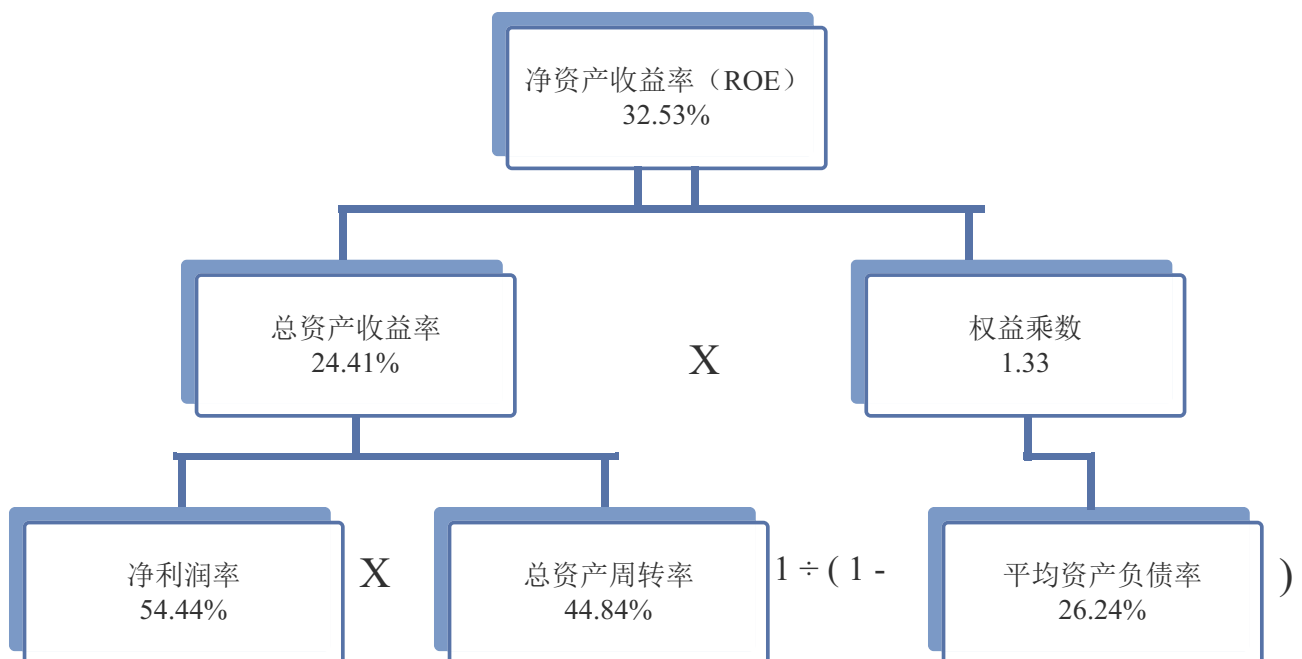 净资产收益率（ROE）
32.53%
总资产收益率
24.41%
X
权益乘数
1.33
净利润率
54.44%
X
总资产周转率
44.84%
1 ÷ ( 1 -
平均资产负债率
26.24%
)